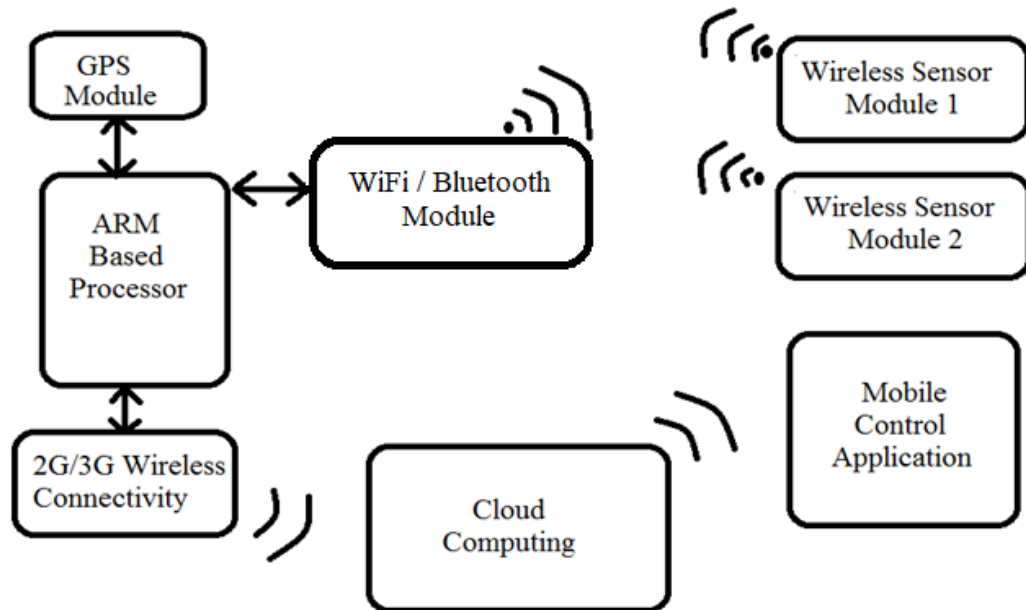 GPS
Module
Wireless Sensor
Module 1
WiFi / Bluetooth
Module
Wireless Sensor
Module 2
ARM
Based
Processor
Mobile
Control
Application
2G/3G Wireless
Connectivity
Cloud
Computing